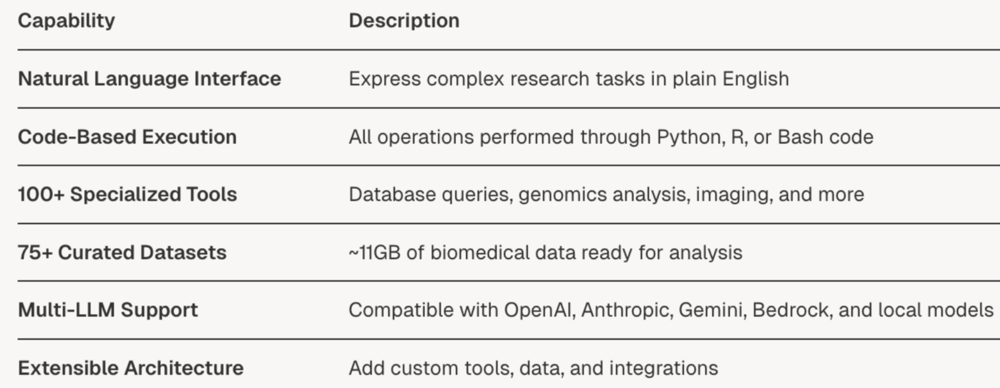 Capability Description
Natural Language Interface Express complex research tasks in plain English
Code-Based Execution All operations performed through Python, R, or Bash code
100+ Specialized Tools Database queries, genomics analysis, imaging, and more
75+ Curated Datasets ~11GB of biomedical data ready for analysis
Multi-LLM Support Compatible with OpenAI, Anthropic, Gemini, Bedrock, and local models
Extensible Architecture Add custom tools, data, and integrations